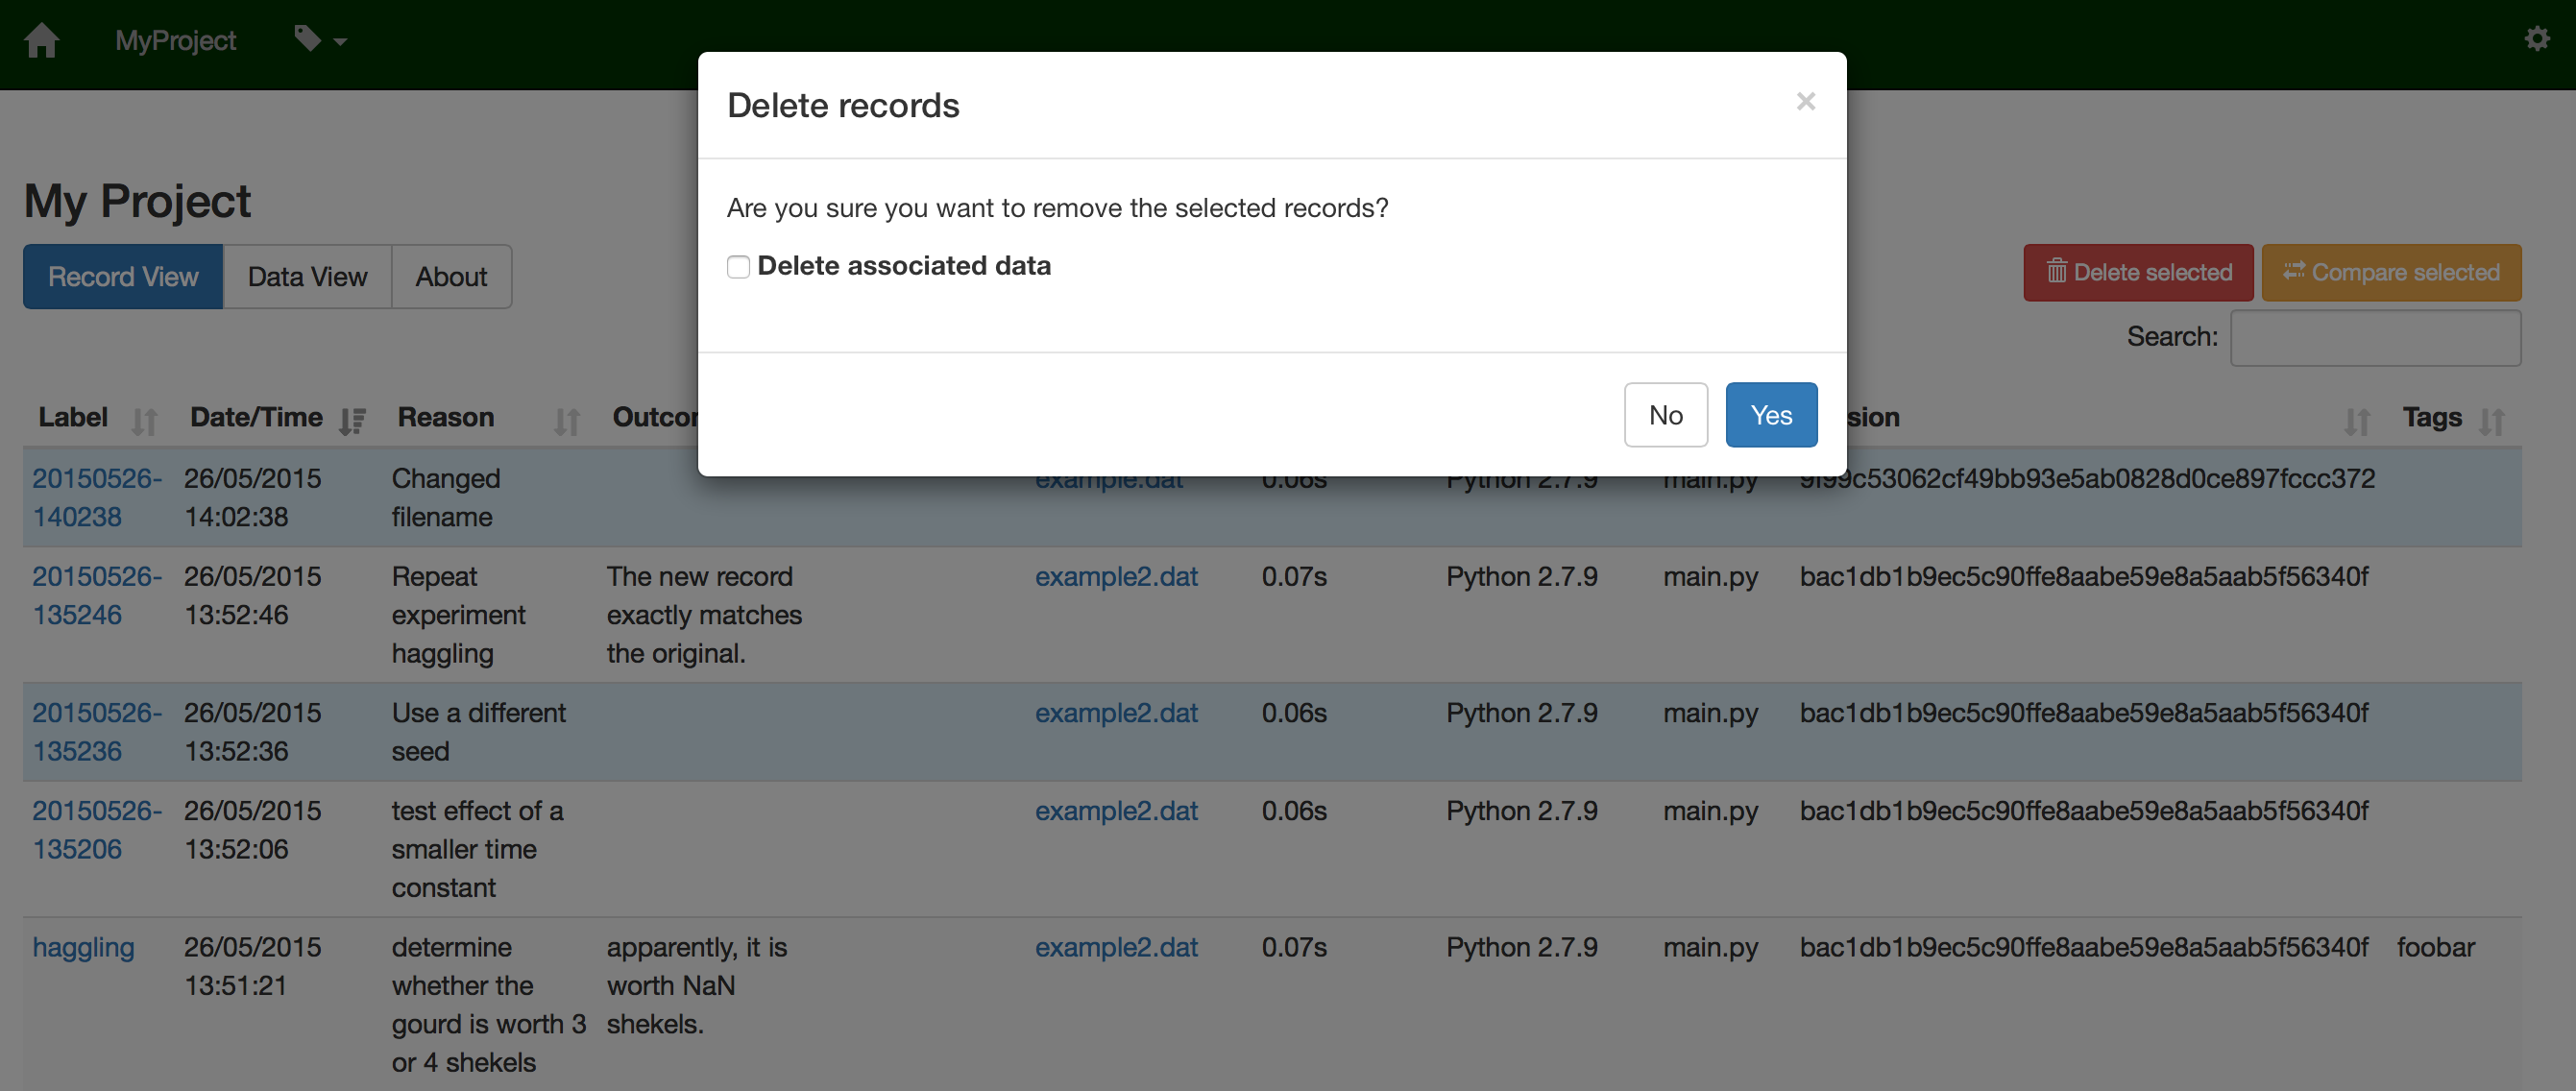 MyProject
Delete records
×
Are you sure you want to remove the selected records?
Delete associated data
No Yes
My Project
Record View Data View About
Delete selected Compare selected
Search:
Label Date/Time Reason Tags
20150526- 26/05/2015 Changed example.dat 0.06s Python 2.7.9 main.py 9f99c53062cf49bb93e5ab0828d0ce897fccc372
140238 14:02:38 filename
20150526- 26/05/2015 Repeat The new record example2.dat 0.07s Python 2.7.9 main.py bac1db1b9ec5c90ffe8aabe59e8a5aab5f56340f
135246 13:52:46 experiment exactly matches
haggling the original.
20150526- 26/05/2015 Use a different example2.dat 0.06s Python 2.7.9 main.py bac1db1b9ec5c90ffe8aabe59e8a5aab5f56340f
135236 13:52:36 seed
20150526- 26/05/2015 test effect of a example2.dat 0.06s Python 2.7.9 main.py bac1db1b9ec5c90ffe8aabe59e8a5aab5f56340f
135206 13:52:06 smaller time
constant
haggling 26/05/2015 determine apparently, it is example2.dat 0.07s Python 2.7.9 main.py bac1db1b9ec5c90ffe8aabe59e8a5aab5f56340f foobar
13:51:21 whether the worth NaN
gourd is worth 3 shekels.
or 4 shekels